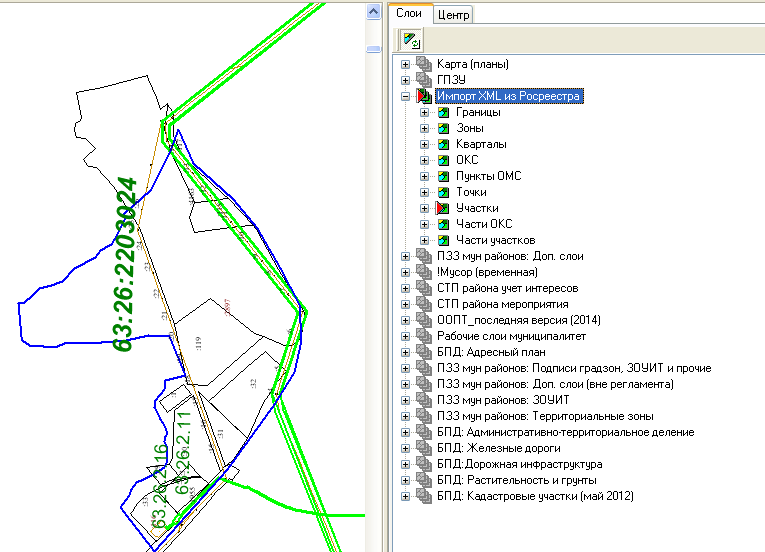 Слои
Центр
Карта (планы)
ГПЗУ
Импорт XML из Росреестра
Границы
Зоны
Кварталы
ОКС
Пункты ОМС
Точки
Участки
Части ОКС
Части участков
ПЗЗ мун районов: Доп. слои
!Мусор (временная)
СТП района учет интересов
СТП района мероприятия
ООПТ_последняя версия (2014)
Рабочие слои муниципалитет
БПД: Адресный план
ПЗЗ мун районов: Подписи градзон, ЗОУИТ и прочие
ПЗЗ мун районов: Доп. слои (вне регламента)
ПЗЗ мун районов: ЗОУИТ
ПЗЗ мун районов: Территориальные зоны
БПД: Административно-территориальное деление
БПД: Железные дороги
БПД:Дорожная инфраструктура
БПД: Растительность и грунты
БПД: Кадастровые участки (май 2012)
63:26:2203024
:24
:23
:22
:21
:119
:32
:31
63.26.2.16
63.26.2.11